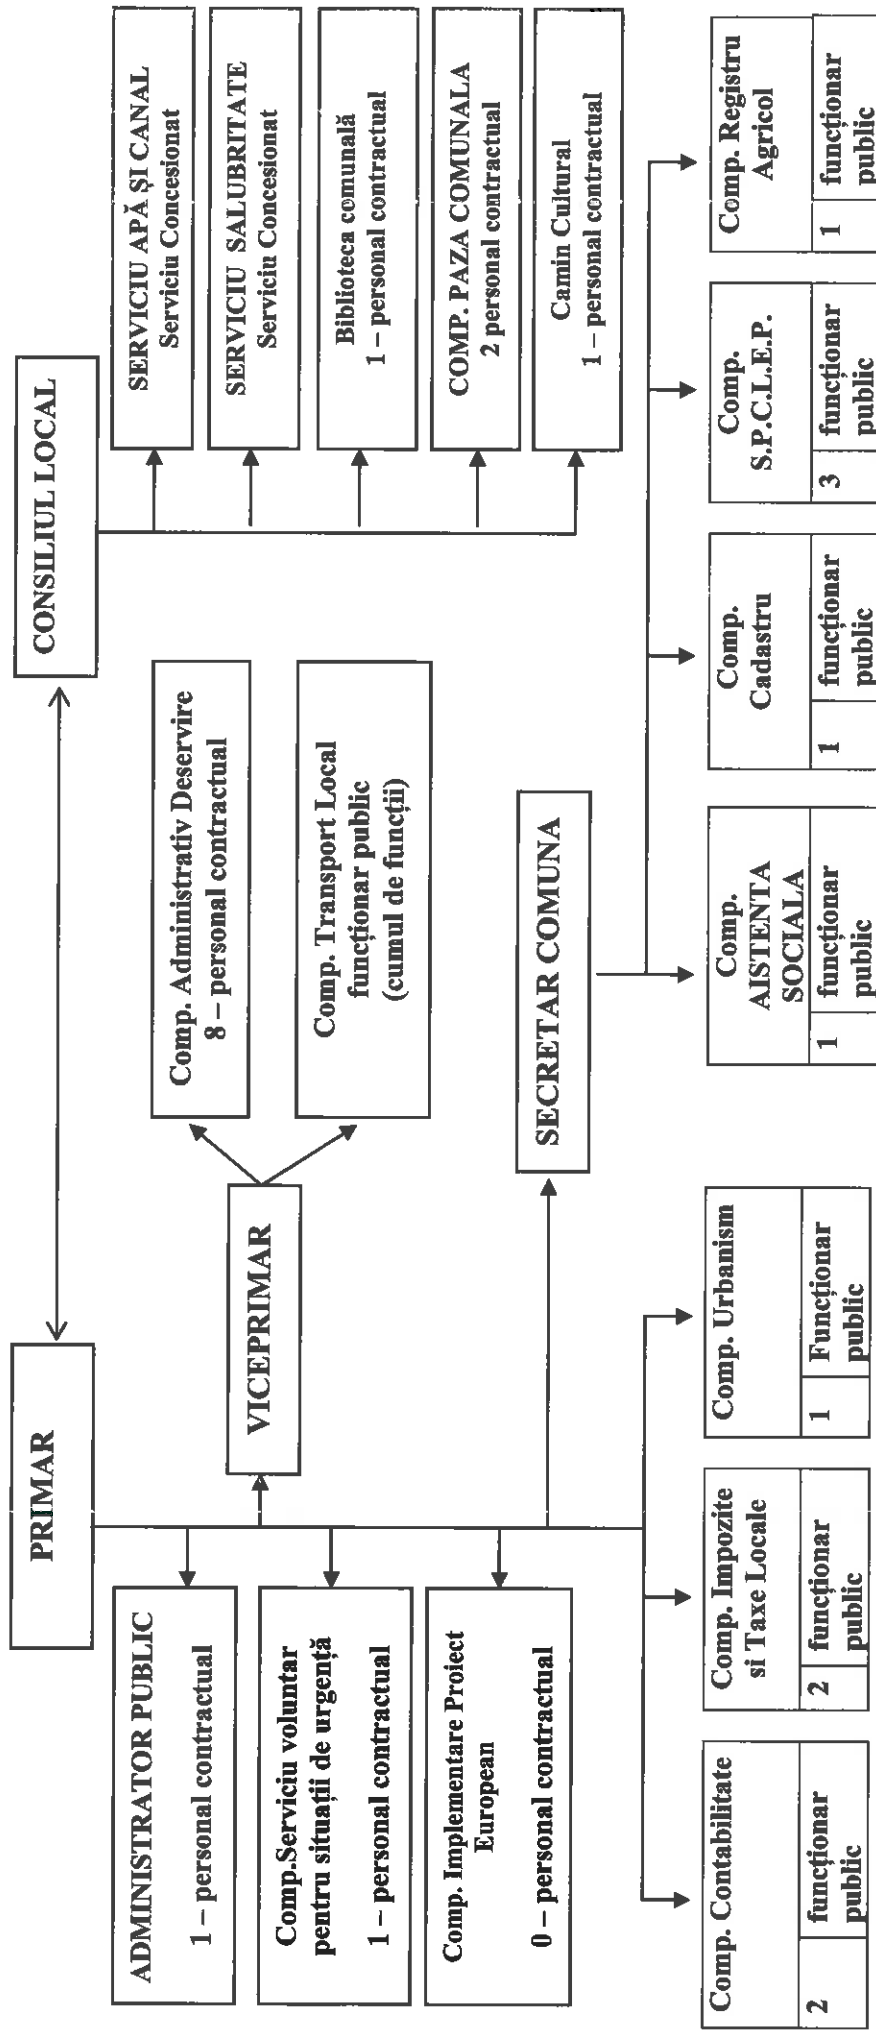 PRIMAR
CONSILIUL LOCAL
ADMINISTRATOR PUBLIC
1 – personal contractual
Comp.Serviciu voluntar
pentru situații de urgență
1 – personal contractual
Comp. Implementare Proiect
European
0 – personal contractual
VICEPRIMAR
Comp. Administrativ Deservire
8 – personal contractual
Comp. Transport Local
funcționar public
(cumul de funcții)
SERVICIU APĂ ȘI CANAL
Serviciu Concesionat
SERVICIU SALUBRITATE
Serviciu Concesionat
Biblioteca comunală
1 – personal contractual
COMP. PAZA COMUNALA
2 personal contractual
Camin Cultural
1 – personal contractual
SECRETAR COMUNA
Comp. Contabilitate
2 funcționar
public
Comp. Impozite
si Taxe Locale
2 funcționar
public
Comp. Urbanism
1 Funcționar
public
Comp.
AISTENTA
SOCIALA
1 funcționar
public
Comp.
Cadastru
1 funcționar
public
Comp.
S.P.C.L.E.P.
3 funcționar
public
Comp. Registru
Agricol
1 funcționar
public